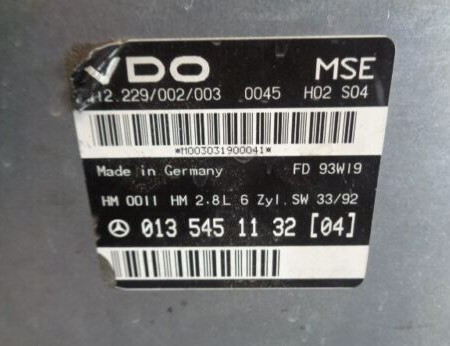 VDO MSE
412.229/002/003 0045 H02 S04
*M003031900041*
Made in Germany FD 93W19
HM 0011 HM 2.8L 6 Zyl. SW 33/92
013 545 11 32 [04]